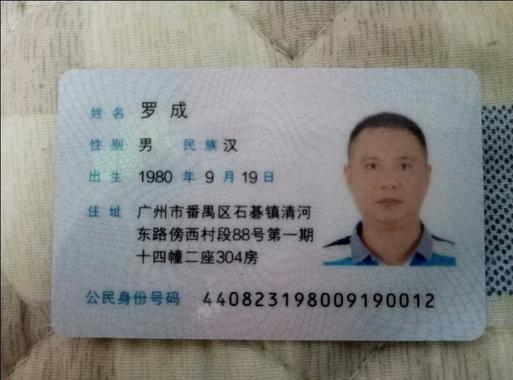 姓名 罗成
性别 男 民族 汉
出生 1980 年 9 月 19 日
住址 广州市番禺区石碁镇清河
东路傍西村段88号第一期
十四幢二座304房
公民身份号码 440823198009190012